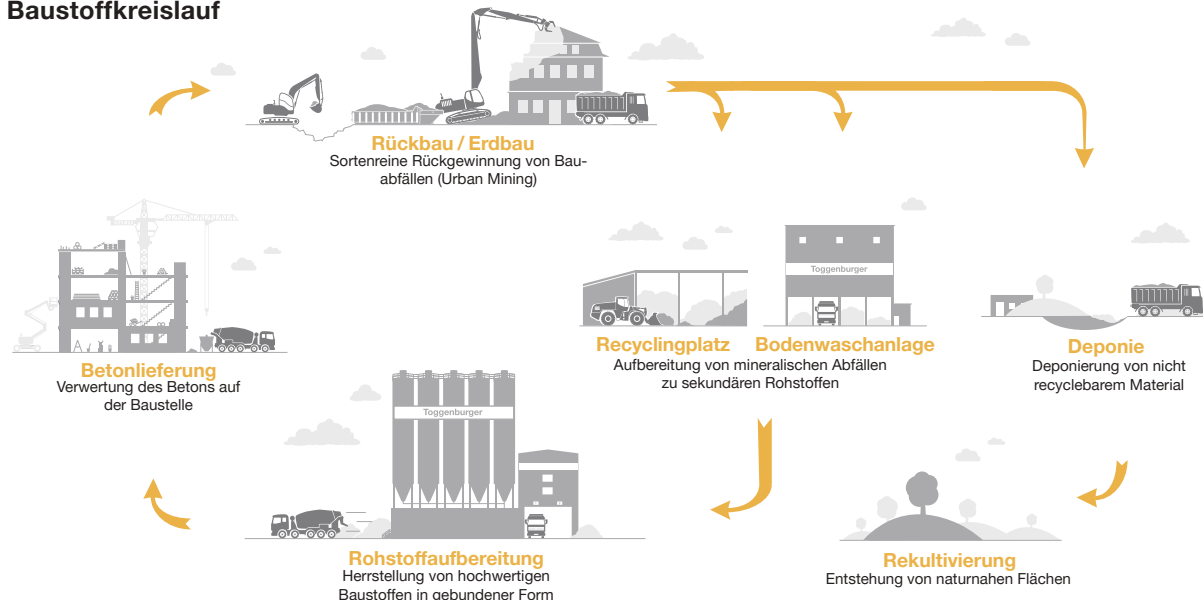 Baustoffkreislauf
Rückbau / Erdbau
Sortenreine Rückgewinnung von Bau-
abfällen (Urban Mining)
Toggenburger
Recyclingplatz
Bodenwaschanlage
Aufbereitung von mineralischen Abfällen
zu sekundären Rohstoffen
Deponie
Deponierung von nicht
recyclebarem Material
Betonlieferung
Verwertung des Betons auf
der Baustelle
Toggenburger
Rohstoffaufbereitung
Herrstellung von hochwertigen
Baustoffen in gebundener Form
Rekultivierung
Entstehung von naturnahen Flächen